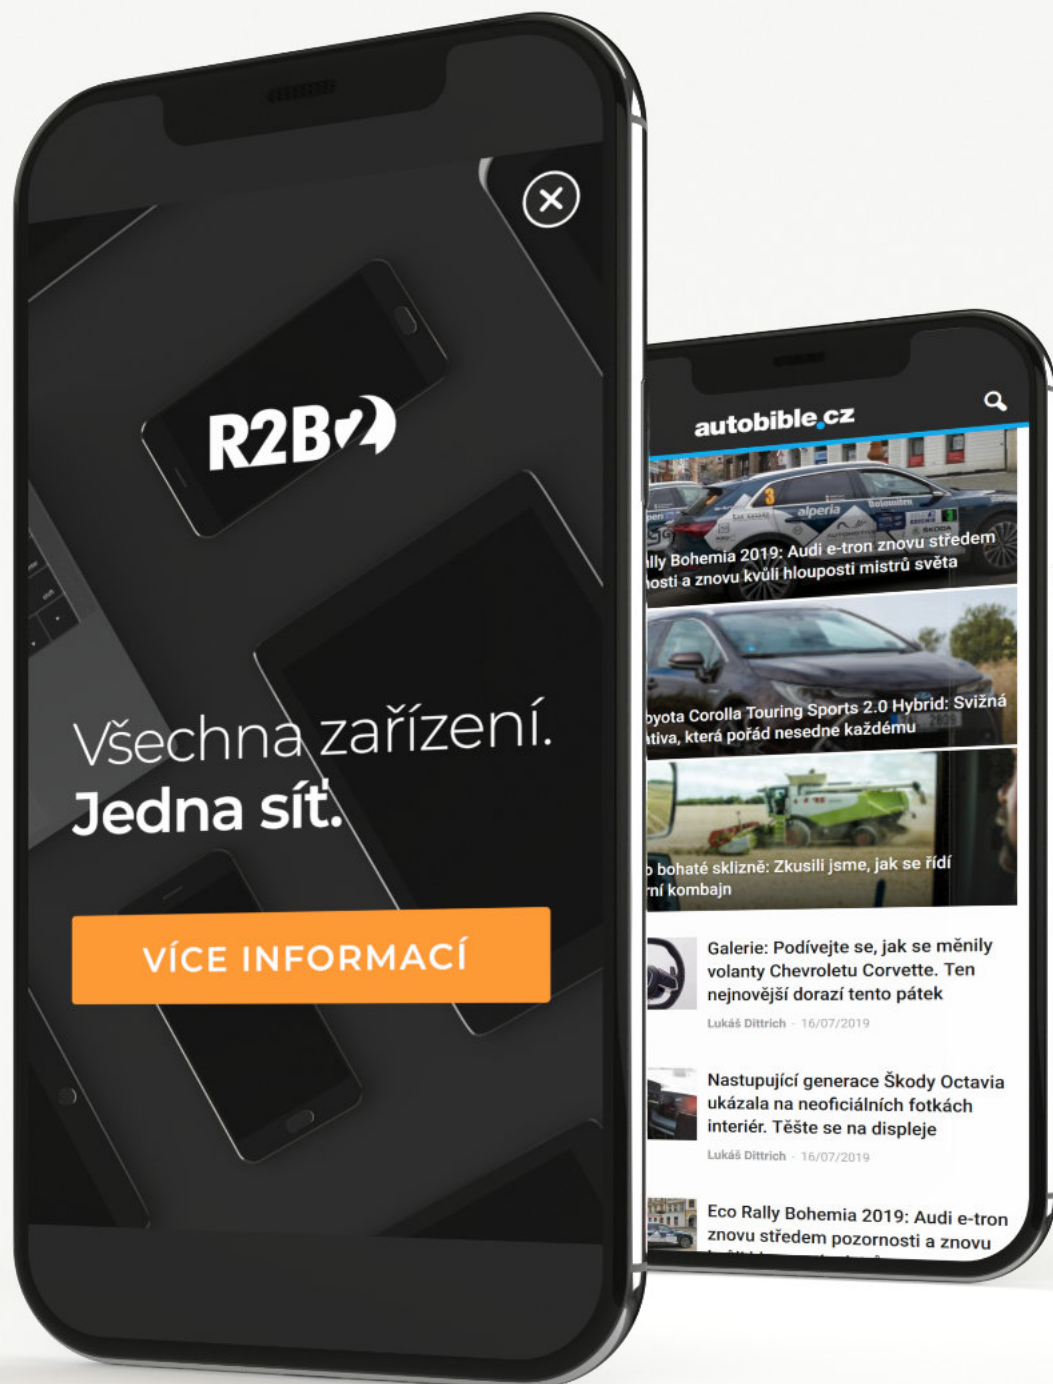 R2B2
Všechna zařízení.
Jedna síť.
VÍCE INFORMACÍ
autobible.cz
3
alperia
dolomiten
ŠKODA
Bohemia 2019: Audi e-tron znovu středem
a znovu kvůli hlouposti mistrů světa
Corolla Touring Sports 2.0 Hybrid: Svižná
která pořád nesedne každému
bohaté sklizně: Zkusili jsme, jak se řídí
kombajn
Galerie: Podívejte se, jak se měnily
volanty Chevroletu Corvette. Ten
nejnovější dorazí tento pátek
Lukáš Dittrich - 16/07/2019
Nastupující generace Škody Octavia
ukázala na neoficiálních fotkách
interiér. Těšte se na displeje
Lukáš Dittrich - 16/07/2019
Eco Rally Bohemia 2019: Audi e-tron
znovu středem pozornosti a znovu